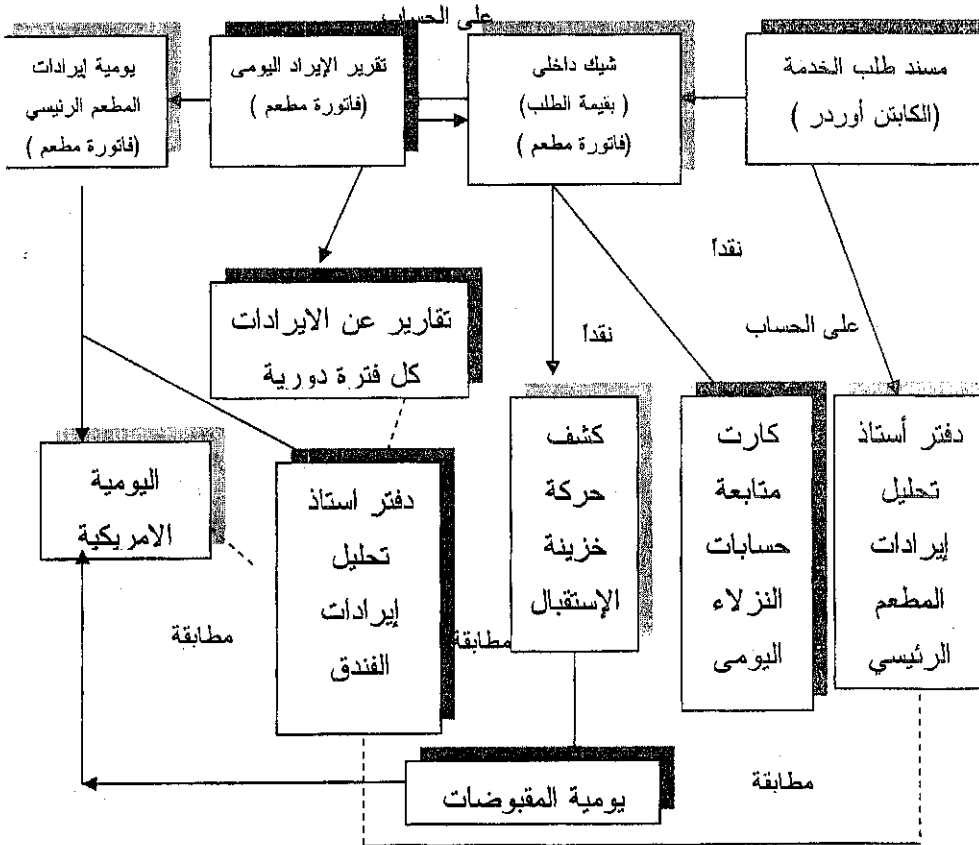 على الحساب
مسند طلب الخدمة
(الكابتن أوردر )
شيك داخلى
( بقيمة الطلب)
(فاتورة مطعم )
تقرير الإيراد اليومى
(فاتورة مطعم )
يومية إيرادات
المطعم الرئيسي
(فاتورة مطعم )
نقداً
على الحساب
نقداً
تقارير عن الايرادات
كل فترة دورية
دفتر أستاذ
تحليل
إيرادات
المطعم
الرئيسي
كارت
متابعة
حسابات
النزلاء
اليومى
كشف
حركة
خزينة
الإستقبال
دفتر استاذ
تحليل
إيرادات
الفندق
اليومية
الامريكية
مطابقة
مطابقة
مطابقة
يومية المقبوضات